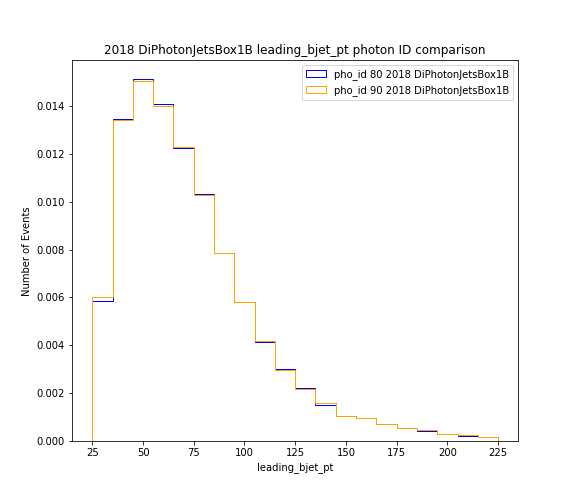 2018 DiPhotonJetsBox1B leading_bjet_pt photon ID comparison
pho_id 80 2018 DiPhotonJetsBox1B
pho_id 90 2018 DiPhotonJetsBox1B
Number of Events
0.014
0.012
0.010
0.008
0.006
0.004
0.002
0.000
25 50 75 100 125 150 175 200 225
leading_bjet_pt